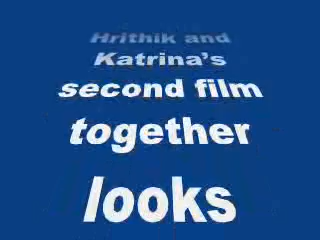 Hrithik and
Katrina's
second film
together
looks